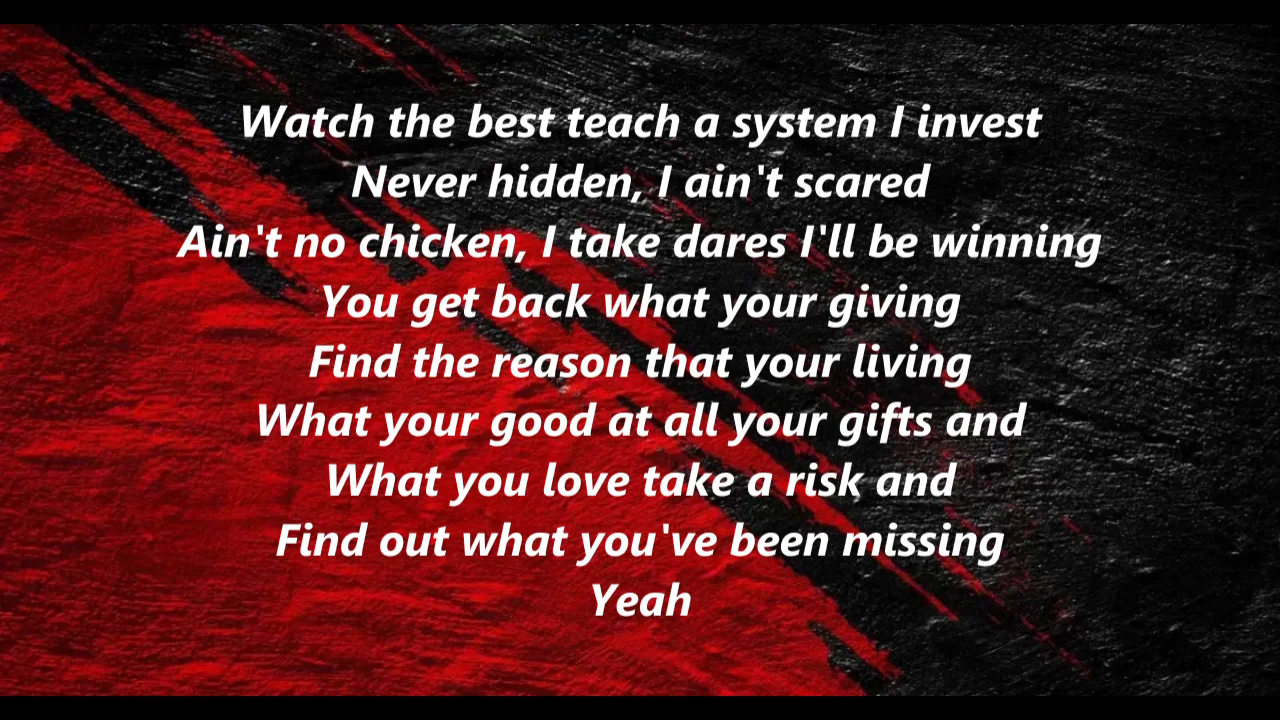 Watch the best teach a system I invest
Never hidden, I ain't scared
Ain't no chicken, I take dares I'll be winning
You get back what your giving
Find the reason that your living
What your good at all your gifts and
What you love take a risk and
Find out what you've been missing
Yeah